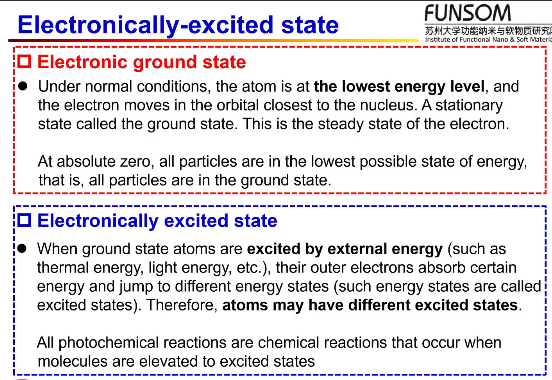 Electronically-excited state
FUNSOM
苏州大学功能纳米与软物质研究
Institute of Functional Nano & Soft Materia
Electronic ground state
Under normal conditions, the atom is at the lowest energy level, and
the electron moves in the orbital closest to the nucleus. A stationary
state called the ground state. This is the steady state of the electron.
At absolute zero, all particles are in the lowest possible state of energy,
that is, all particles are in the ground state.
Electronically excited state
When ground state atoms are excited by external energy (such as
thermal energy, light energy, etc.), their outer electrons absorb certain
energy and jump to different energy states (such energy states are called
excited states). Therefore, atoms may have different excited states.
All photochemical reactions are chemical reactions that occur when
molecules are elevated to excited states